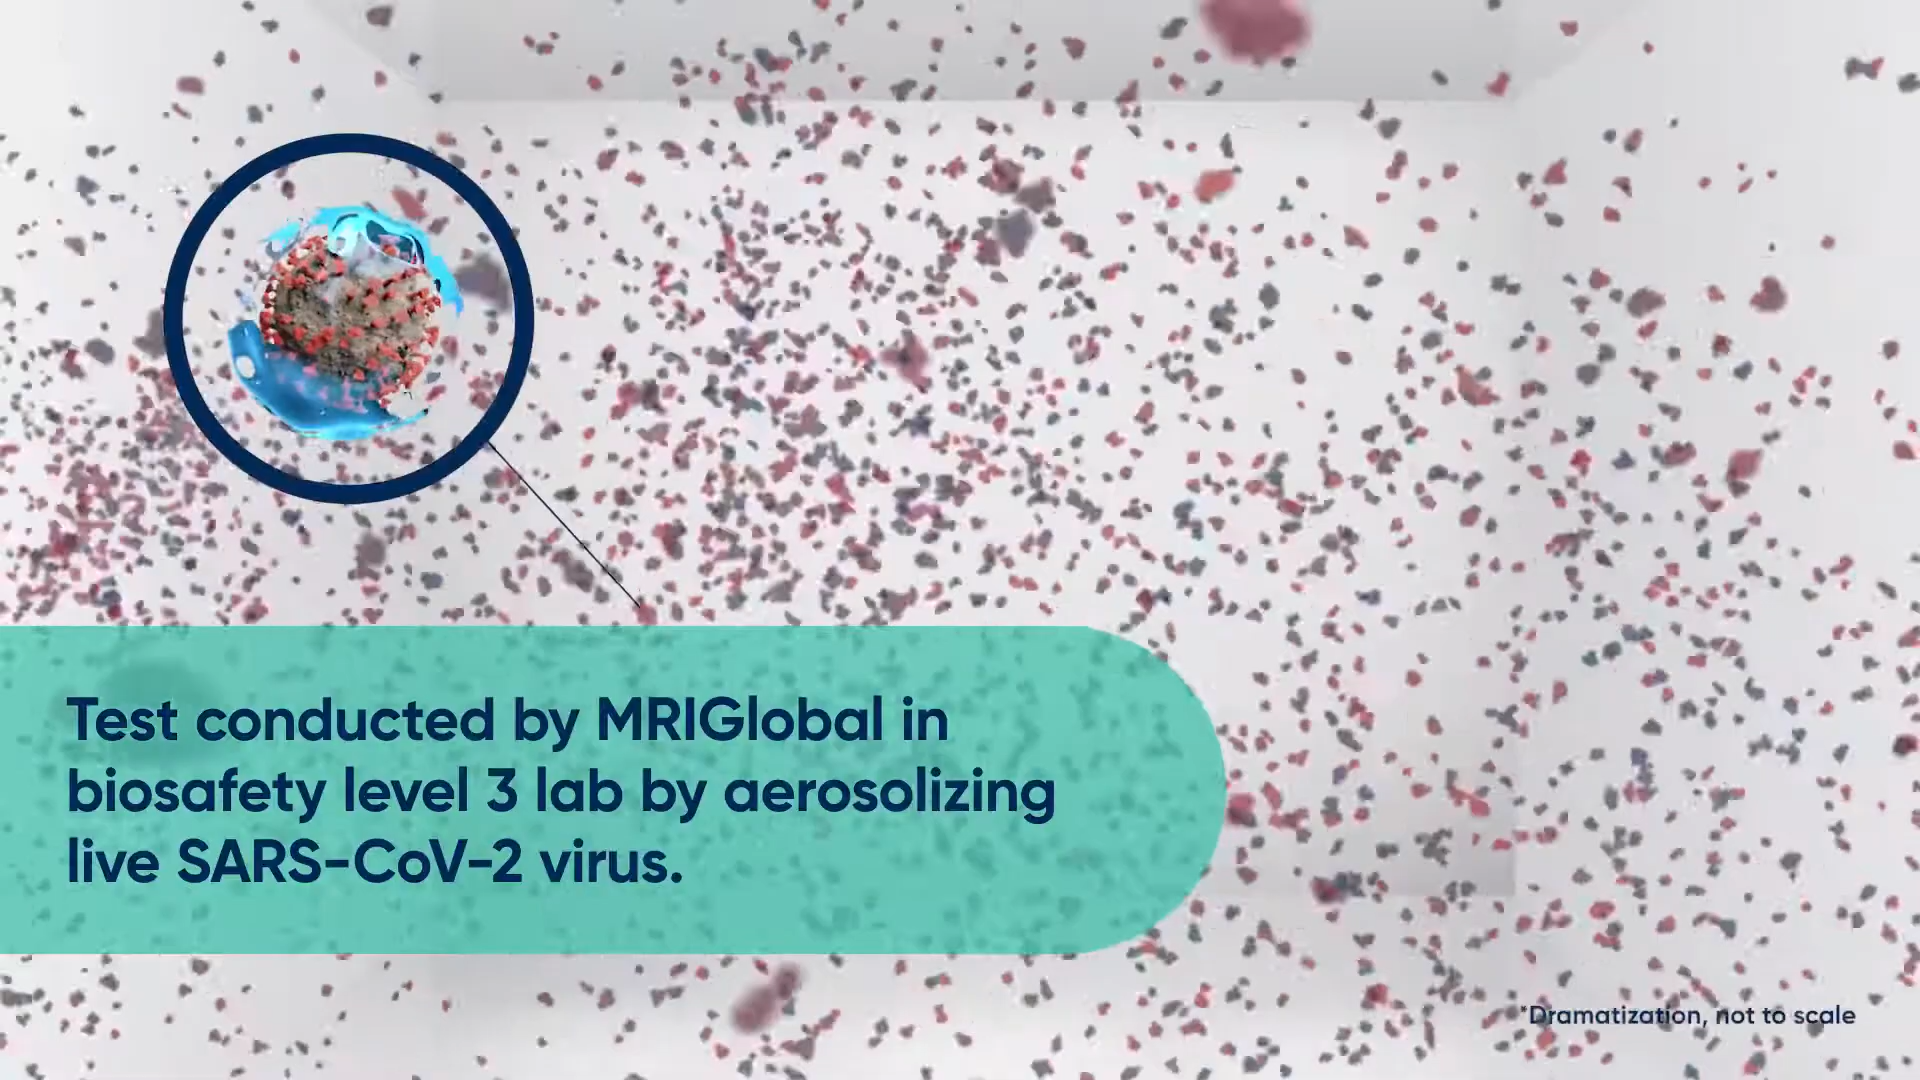 Test conducted by MRIGlobal in
biosafety level 3 lab by aerosolizing
live SARS-CoV-2 virus.
*Dramatization, not to scale